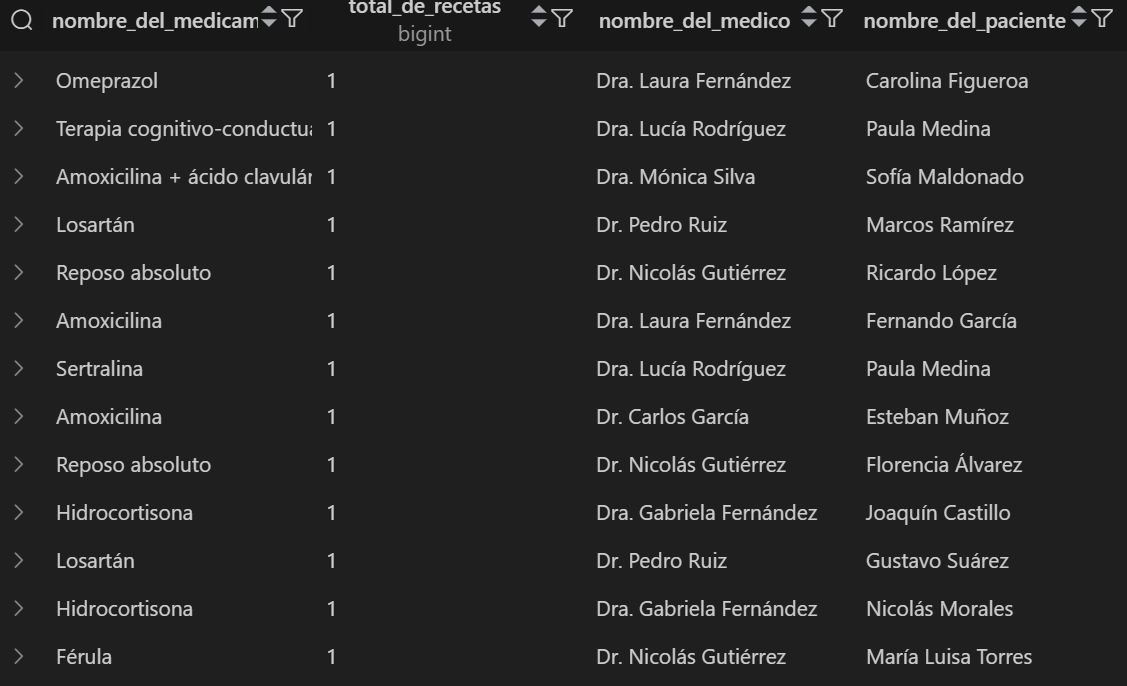 nombre_del_medicam total_de_recetas nombre_del_medico nombre_del_paciente
bigint
Omeprazol 1 Dra. Laura Fernández Carolina Figueroa
Terapia cognitivo-conductua 1 Dra. Lucía Rodríguez Paula Medina
Amoxicilina + ácido clavulár 1 Dra. Mónica Silva Sofía Maldonado
Losartán 1 Dr. Pedro Ruiz Marcos Ramírez
Reposo absoluto 1 Dr. Nicolás Gutiérrez Ricardo López
Amoxicilina 1 Dra. Laura Fernández Fernando García
Sertralina 1 Dra. Lucía Rodríguez Paula Medina
Amoxicilina 1 Dr. Carlos García Esteban Muñoz
Reposo absoluto 1 Dr. Nicolás Gutiérrez Florencia Álvarez
Hidrocortisona 1 Dra. Gabriela Fernández Joaquín Castillo
Losartán 1 Dr. Pedro Ruiz Gustavo Suárez
Hidrocortisona 1 Dra. Gabriela Fernández Nicolás Morales
Férula 1 Dr. Nicolás Gutiérrez María Luisa Torres